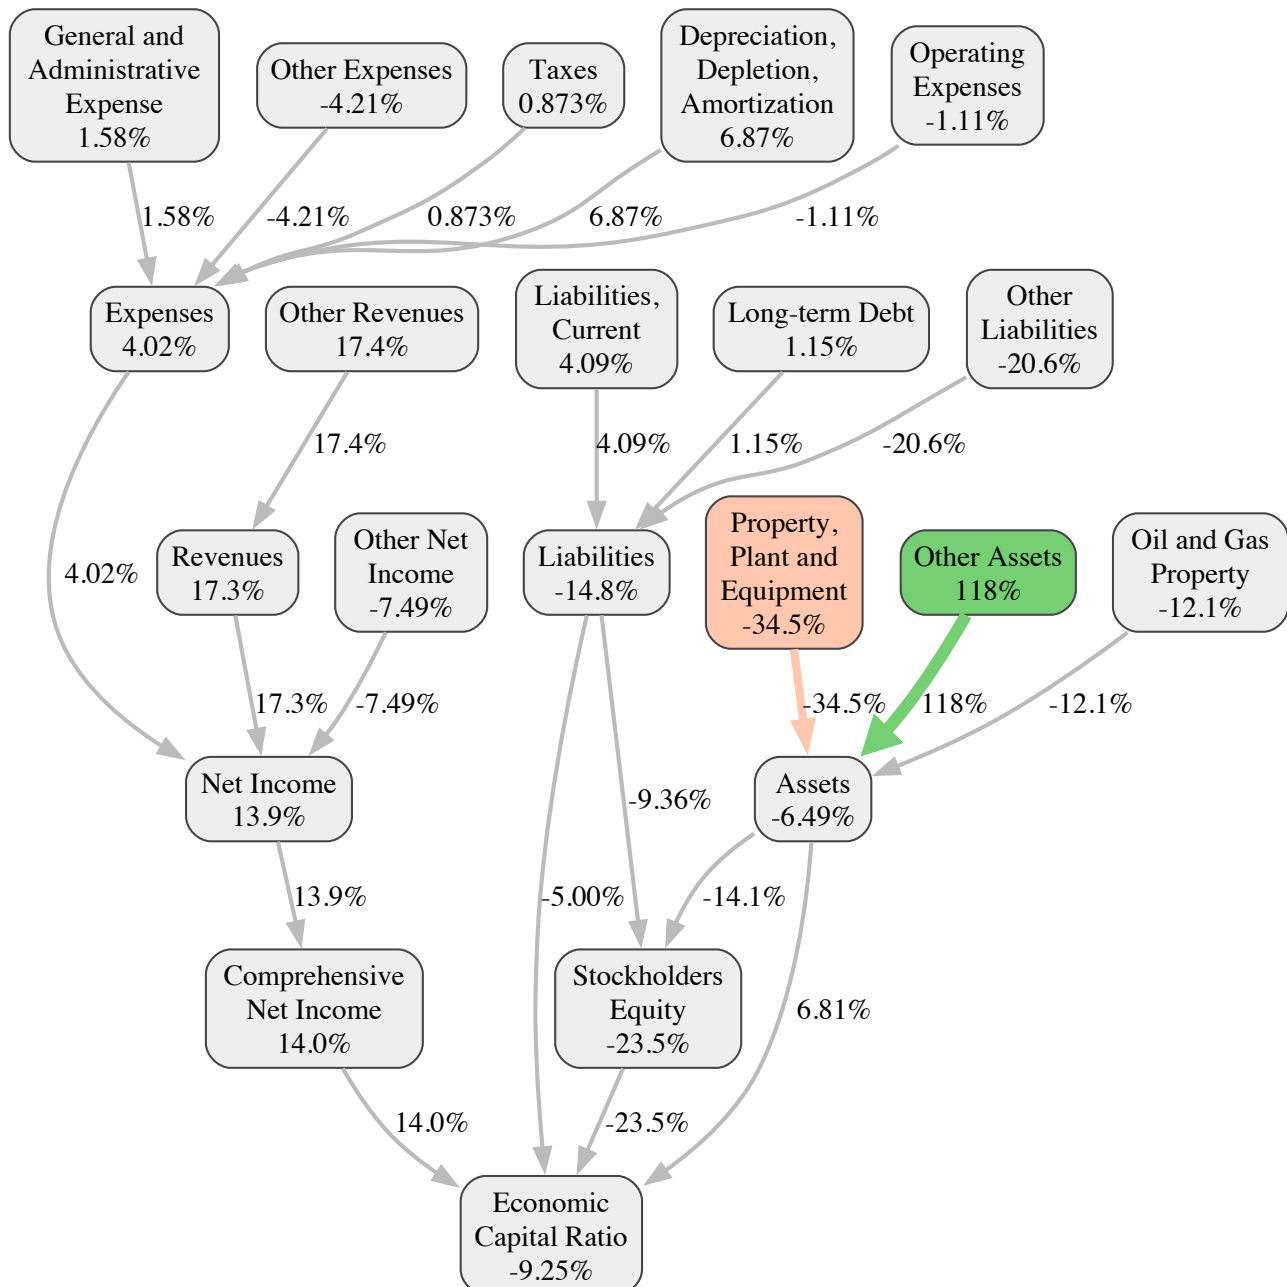 General and
Administrative
Expense
1.58%
Other Expenses
-4.21%
Taxes
0.873%
Depreciation,
Depletion,
Amortization
6.87%
Operating
Expenses
-1.11%
1.58%
-4.21%
0.873%
6.87%
-1.11%
Expenses
4.02%
Other Revenues
17.4%
Liabilities,
Current
4.09%
Long-term Debt
1.15%
Other
Liabilities
-20.6%
17.4%
4.09%
1.15%
-20.6%
4.02%
Revenues
17.3%
Other Net
Income
-7.49%
Liabilities
-14.8%
Property,
Plant and
Equipment
-34.5%
Other Assets
118%
Oil and Gas
Property
-12.1%
17.3%
-7.49%
-34.5%
118%
-12.1%
Net Income
13.9%
-9.36%
Assets
-6.49%
13.9%
-5.00%
-14.1%
Comprehensive
Net Income
14.0%
Stockholders
Equity
-23.5%
6.81%
14.0%
-23.5%
Economic
Capital Ratio
-9.25%